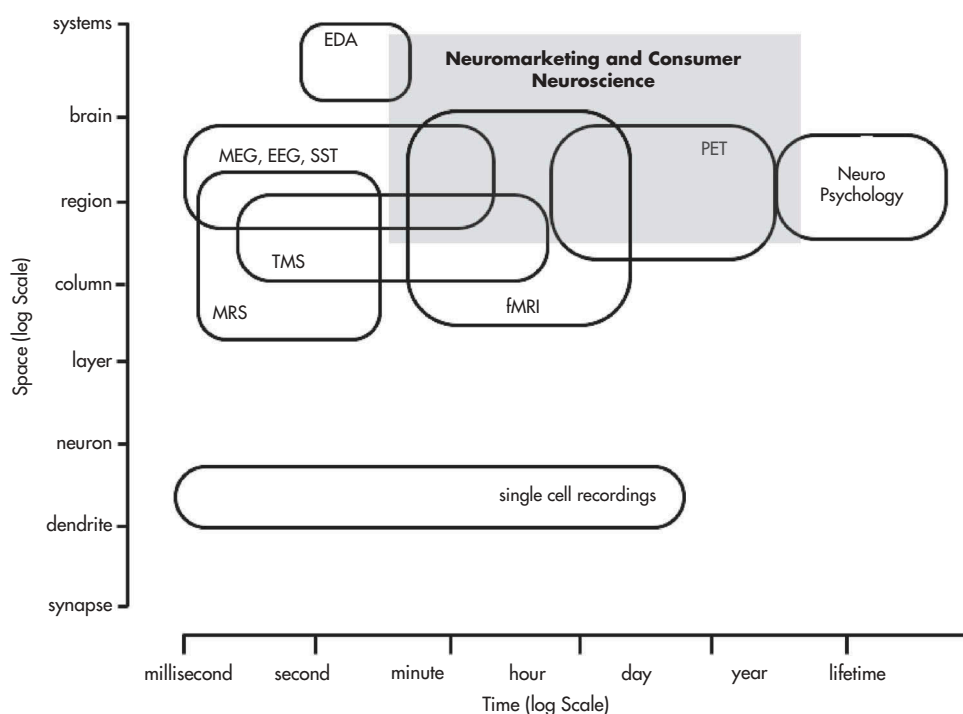 systems
EDA
Neuromarketing and Consumer
Neuroscience
brain
MEG, EEG, SST
PET
Neuro
Psychology
region
TMS
column
MRS
fMRI
layer
neuron
single cell recordings
dendrite
synapse
Space (log Scale)
millisecond second minute hour day year lifetime
Time (log Scale)